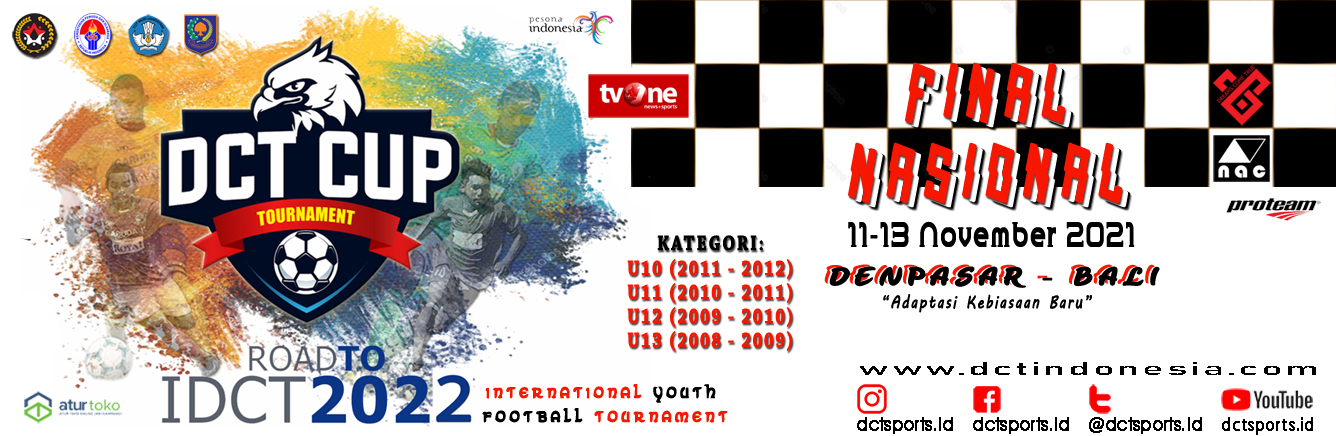 pesona
indonesia
tvOne
news+sports
DCT CUP
TOURNAMENT
ROADTO
IDCT2022
INTERNATIONAL YOUTH
FOOTBALL TOURNAMENT
aturtoko
KATEGORI:
U10 (2011 - 2012)
U11 (2010 - 2011)
U12 (2009 - 2010)
U13 (2008 - 2009)
FINAL
NASIONAL
11-13 November 2021
DENPASAR - BALI
“Adaptasi Kebiasaan Baru”
nac
proteam
www.dctindonesia.com
YouTube
dctsports.id
dctsports.id
@dctsports.id
dctsports.id